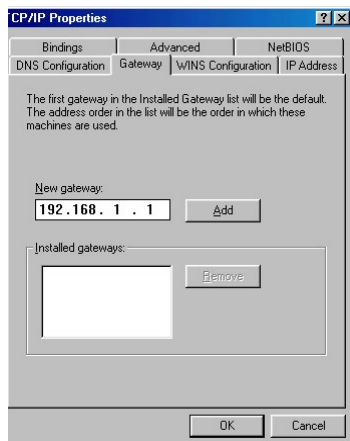 TCP/IP Properties
Bindings
Advanced
NetBIOS
DNS Configuration
Gateway
WINS Configuration
IP Address
The first gateway in the Installed Gateway list will be the default.
The address order in the list will be the order in which these
machines are used.
New gateway:
192.168. 1 . 1
Add
Installed gateways:
Remove
OK
Cancel